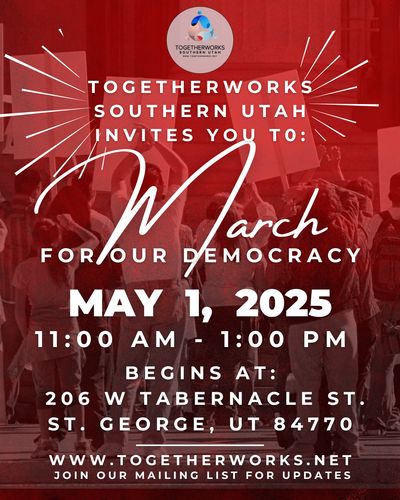 TOGETHERWORKS
SOUTHERN UTAH
TOGETHERWORKS
SOUTHERN UTAH
INVITES YOU T0:
March
FOR OUR DEMOCRACY
MAY 1, 2025
11:00 AM - 1:00 PM
BEGINS AT:
206 W TABERNACLE ST.
ST. GEORGE, UT 84770
WWW.TOGETHERWORKS.NET
JOIN OUR MAILING LIST FOR UPDATES